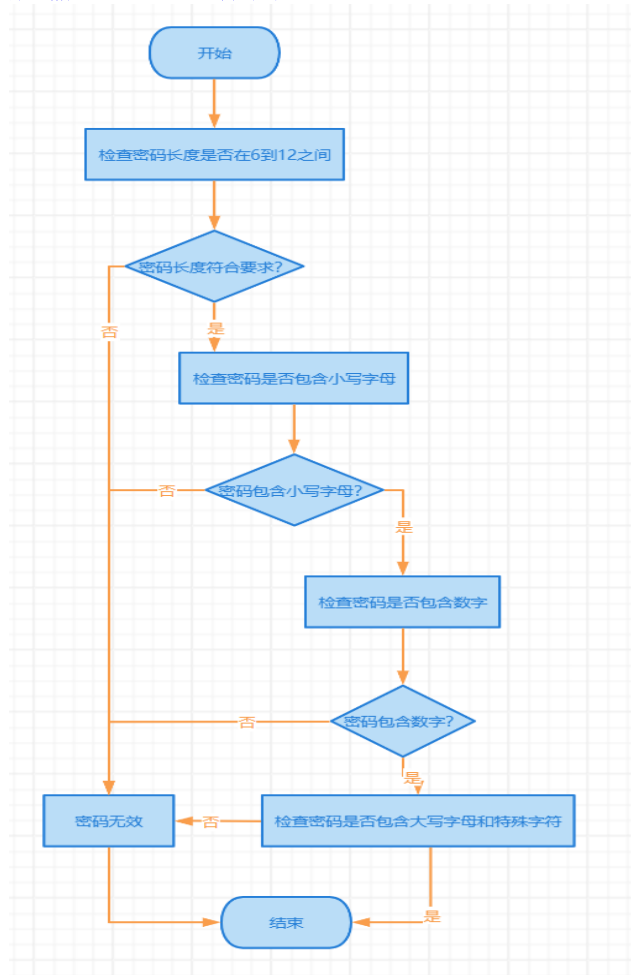 开始
检查密码长度是否在6到12之间
密码长度符合要求?
否
是
检查密码是否包含小写字母
否
密码包含小写字母?
是
检查密码是否包含数字
否
密码包含数字?
是
密码无效
否
检查密码是否包含大写字母和特殊字符
结束
是